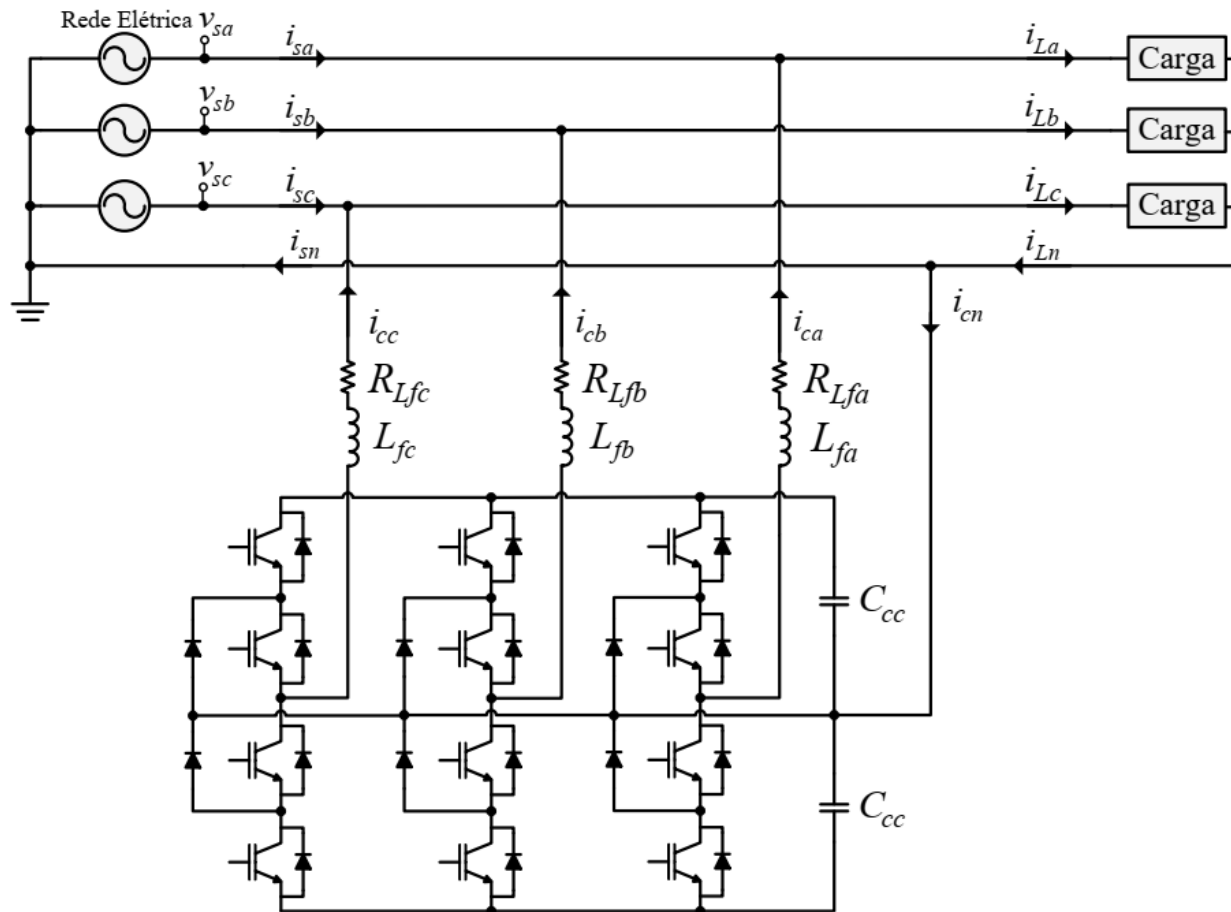 Rede Elétrica
v_sa
i_sa
i_La
Carga
v_sb
i_sb
i_Lb
Carga
v_sc
i_sc
i_Lc
Carga
i_sn
i_Ln
i_cc
i_cb
i_ca
i_cn
R_Lfc
R_Lfb
R_Lfa
L_fc
L_fb
L_fa
C_cc
C_cc